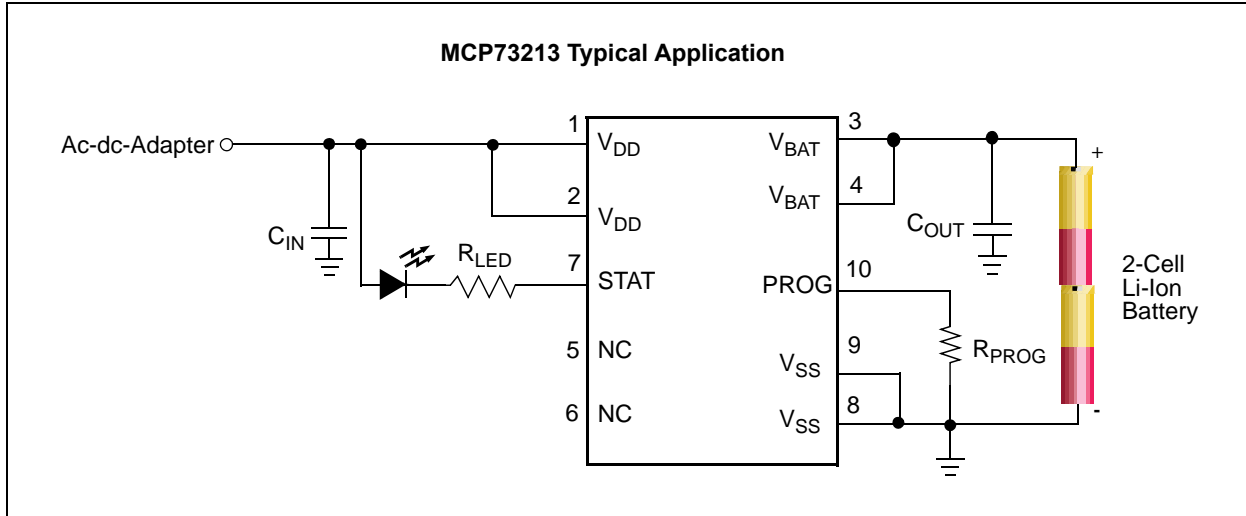 MCP73213 Typical Application
Ac-dc-Adapter
CIN
RLED
1
VDD
2
VDD
7
STAT
5
NC
6
NC
3
VBAT
4
VBAT
10
PROG
9
VSS
8
VSS
COUT
RPROG
+
2-Cell
Li-Ion
Battery
-